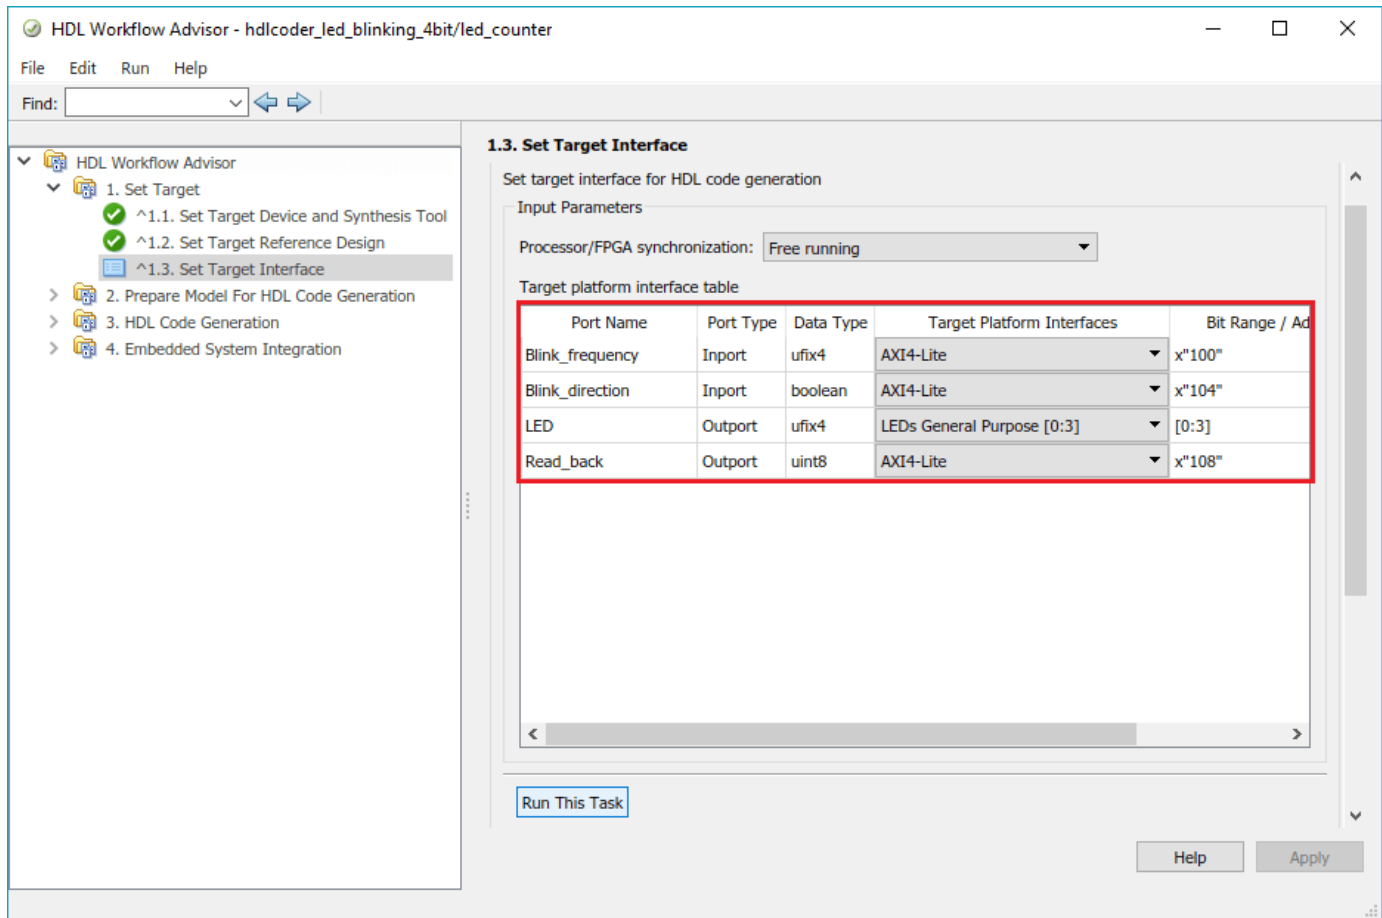 HDL Workflow Advisor - hdlcoder_led_blinking_4bit/led_counter
File Edit Run Help
Find:
HDL Workflow Advisor
1. Set Target
^1.1. Set Target Device and Synthesis Tool
^1.2. Set Target Reference Design
^1.3. Set Target Interface
2. Prepare Model For HDL Code Generation
3. HDL Code Generation
4. Embedded System Integration
1.3. Set Target Interface
Set target interface for HDL code generation
Input Parameters
Processor/FPGA synchronization: Free running
Target platform interface table
Port Name Port Type Data Type Target Platform Interfaces Bit Range / Ad
Blink_frequency Inport ufix4 AXI4-Lite x"100"
Blink_direction Inport boolean AXI4-Lite x"104"
LED Outport ufix4 LEDs General Purpose [0:3] [0:3]
Read_back Outport uint8 AXI4-Lite x"108"
Run This Task
Help Apply